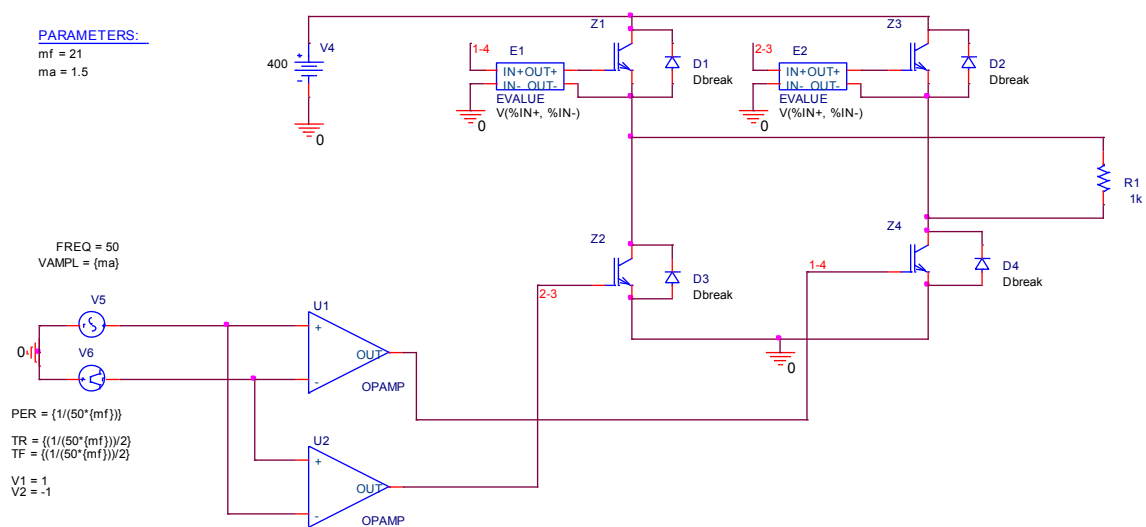 PARAMETERS:
mf = 21
ma = 1.5
V4
400
+
-
0
1-4
E1
IN+ OUT+
IN- OUT-
EVALUATE
V(%IN+, %IN-)
0
Z1
D1
Dbreak
2-3
E2
IN+ OUT+
IN- OUT-
EVALUE
V(%IN+, %IN-)
0
Z3
D2
Dbreak
R1
1k
Z2
2-3
D3
Dbreak
Z4
1-4
D4
Dbreak
0
FREQ = 50
VAMPL = {ma}
V5
V6
0
U1
+
-
OUT
OPAMP
U2
+
-
OUT
OPAMP
PER = {1/(50*{mf})}
TR = {(1/(50*{mf}))/2}
TF = {(1/(50*{mf}))/2}
V1 = 1
V2 = -1